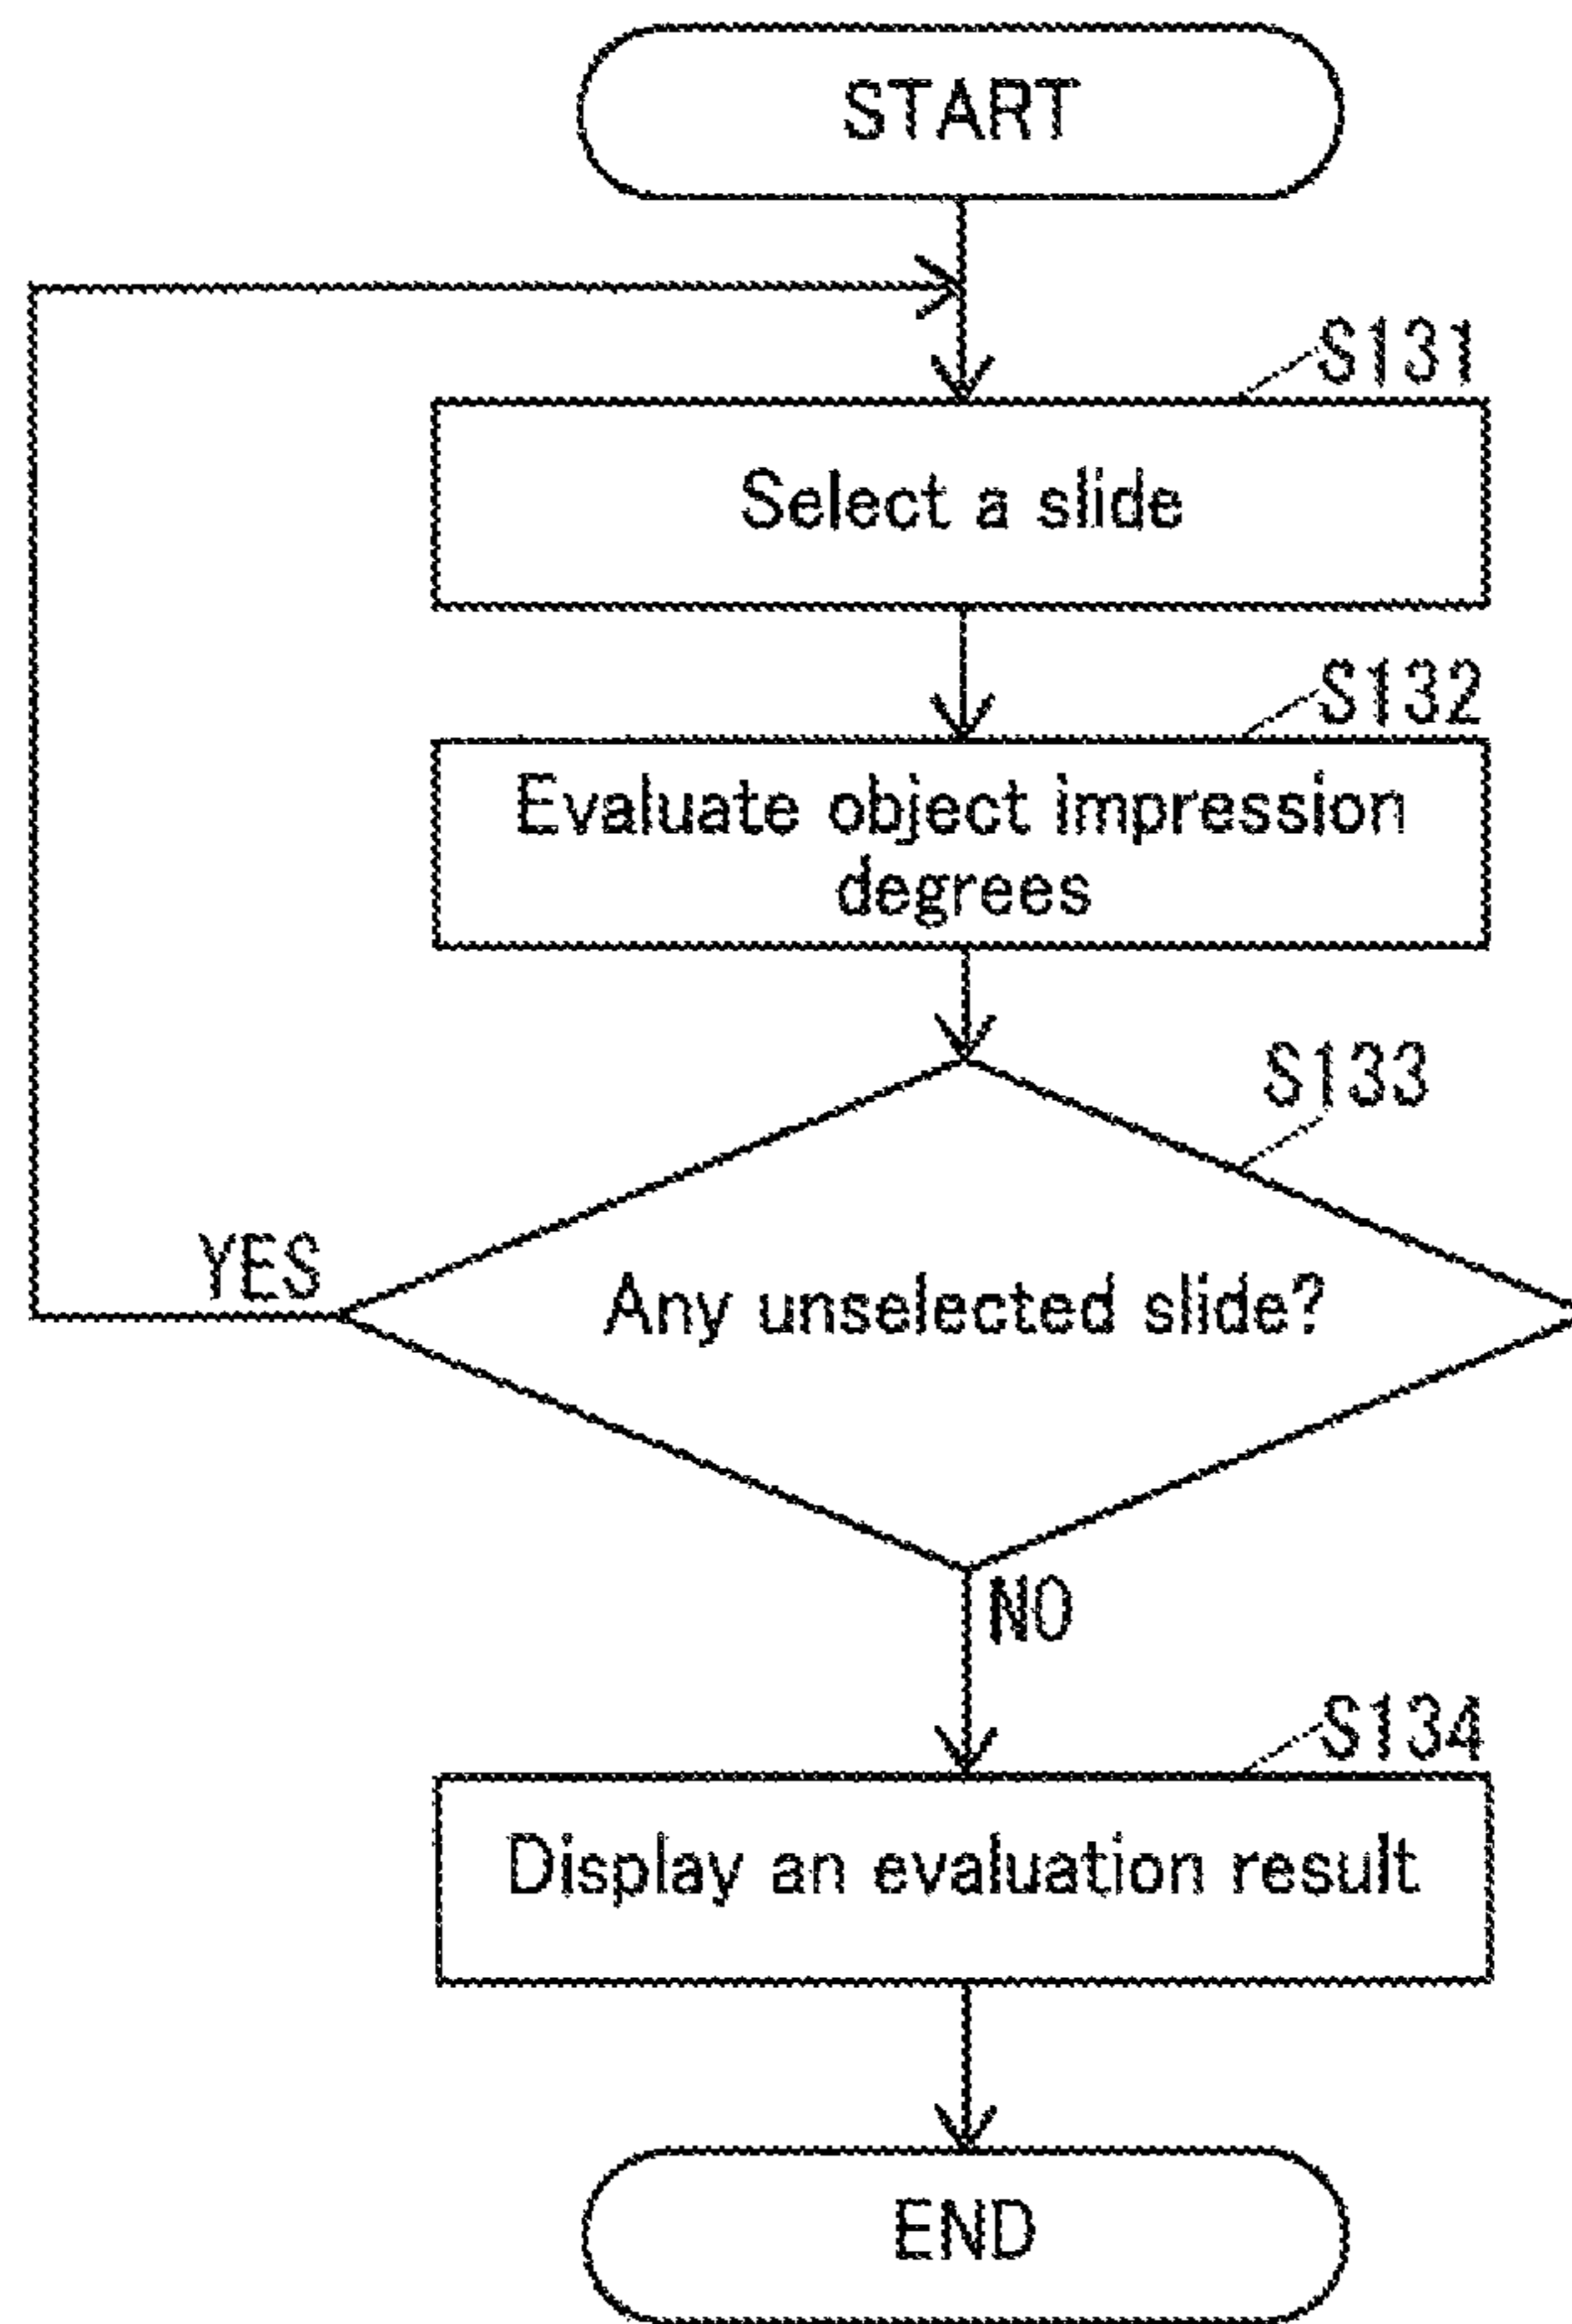 START
S131
Select a slide
S132
Evaluate object impression
degrees
S133
YES
Any unselected slide?
NO
S134
Display an evaluation result
END